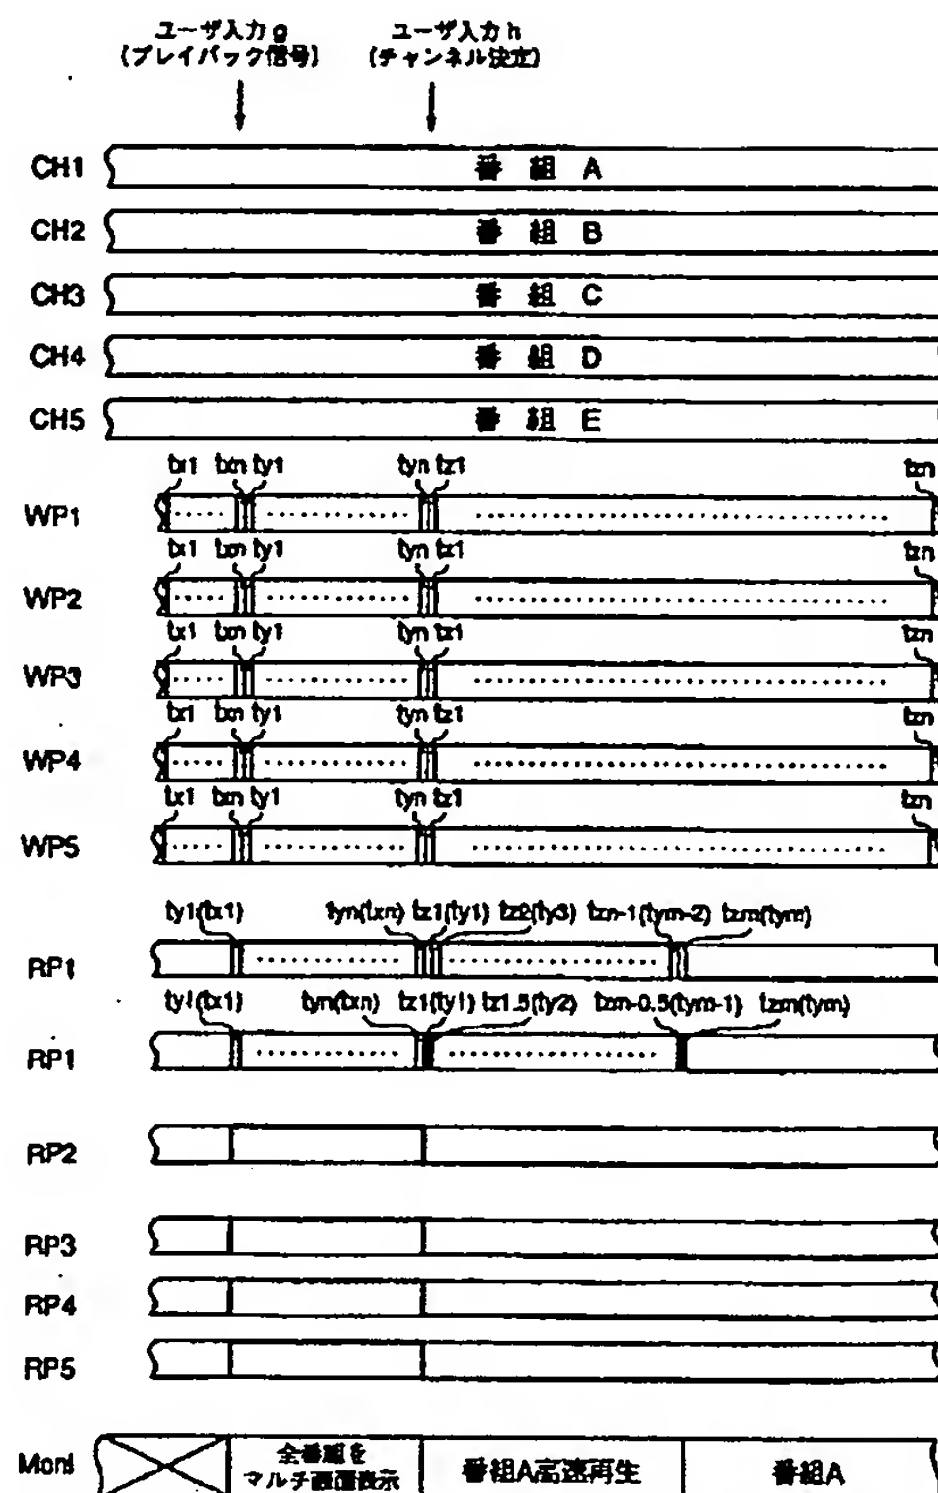 ユーザ入力g ユーザ入力h
(プレイバック信号) (チャンネル決定)
CH1 番組A
CH2 番組B
CH3 番組C
CH4 番組D
CH5 番組E
tx1 txn ty1 tyn tz1 tzn
WP1
tx1 txn ty1 tyn tz1 tzn
WP2
tx1 txn ty1 tyn tz1 tzn
WP3
tx1 txn ty1 tyn tz1 tzn
WP4
tx1 txn ty1 tyn tz1 tzn
WP5
ty1(tx1) tyn(txn) tz1(ty1) tz2(ty3) tzn-1(tym-2) tzm(tym)
RP1
ty1(tx1) tyn(txn) tz1(ty1) tz1.5(ty2) tzm-0.5(tym-1) tzm(tym)
RP1
RP2
RP3
RP4
RP5
Moni 全番組を
マルチ画面表示 番組A高速再生 番組A